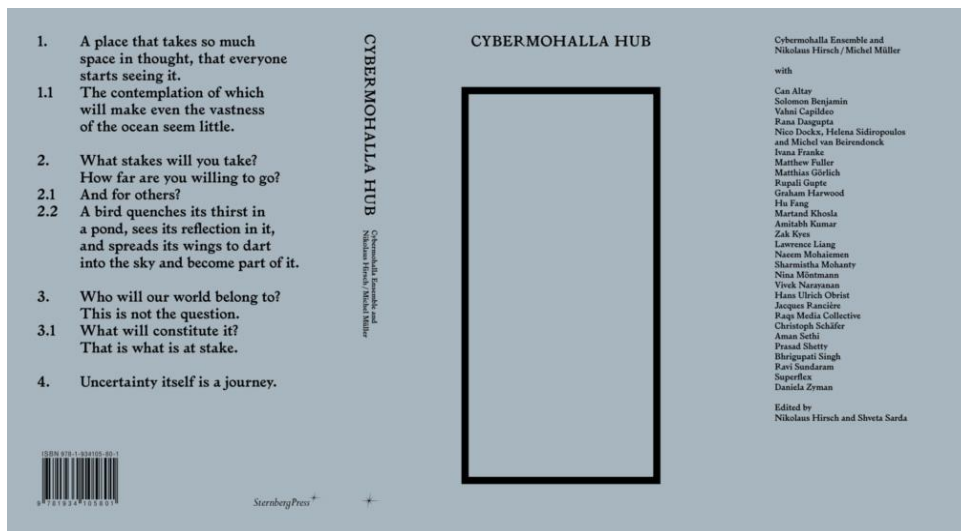 1. A place that takes so much
space in thought, that everyone
starts seeing it.
1.1 The contemplation of which
will make even the vastness
of the ocean seem little.
2. What stakes will you take?
How far are you willing to go?
2.1 And for others?
2.2 A bird quenches its thirst in
a pond, sees its reflection in it,
and spreads its wings to dart
into the sky and become part of it.
3. Who will our world belong to?
This is not the question.
3.1 What will constitute it?
That is what is at stake.
4. Uncertainty itself is a journey.
ISBN 978-1-934105-80-1
9 781934 105801
SternbergPress
CYBERMOHALLA HUB
Cybermohalla Ensemble and
Nikolaus Hirsch / Michel Müller
CYBERMOHALLA HUB
Cybermohalla Ensemble and
Nikolaus Hirsch / Michel Müller
with
Can Altay
Solomon Benjamin
Vahni Capildeo
Rana Dasgupta
Nico Dockx, Helena Sidiropoulos
and Michel van Beirendonck
Ivana Franke
Matthew Fuller
Matthias Görlich
Rupali Gupte
Graham Harwood
Hu Fang
Martand Khosla
Amitabh Kumar
Zak Kyes
Lawrence Liang
Naeem Mohaiemen
Sharmistha Mohanty
Nina Möntmann
Vivek Narayanan
Hans Ulrich Obrist
Jacques Rancière
Raqs Media Collective
Christoph Schäfer
Aman Sethi
Prasad Shetty
Bhrigupati Singh
Ravi Sundaram
Superflex
Daniela Zyman
Edited by
Nikolaus Hirsch and Shveta Sarda